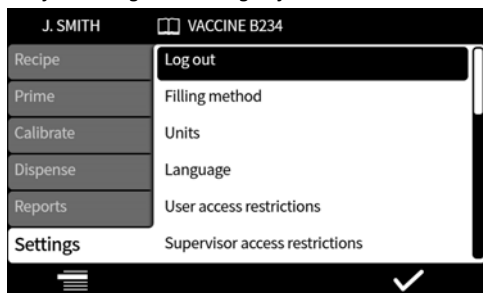 J. SMITH VACCINE B234
Recipe
Prime
Calibrate
Dispense
Reports
Settings
Log out
Filling method
Units
Language
User access restrictions
Supervisor access restrictions